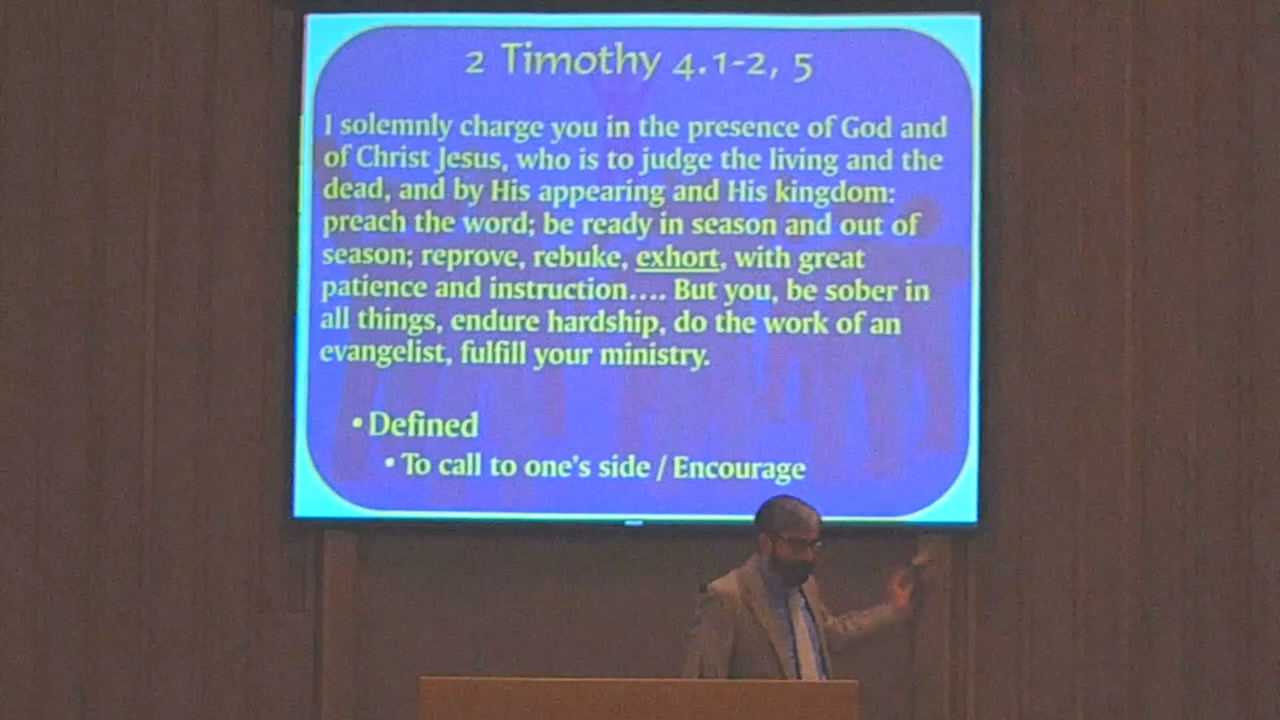 2 Timothy 4.1-2, 5
I solemnly charge you in the presence of God and
of Christ Jesus, who is to judge the living and the
dead, and by His appearing and His kingdom:
preach the word; be ready in season and out of
season; reprove, rebuke, exhort, with great
patience and instruction.... But you, be sober in
all things, endure hardship, do the work of an
evangelist, fulfill your ministry.
• Defined
• To call to one's side / Encourage